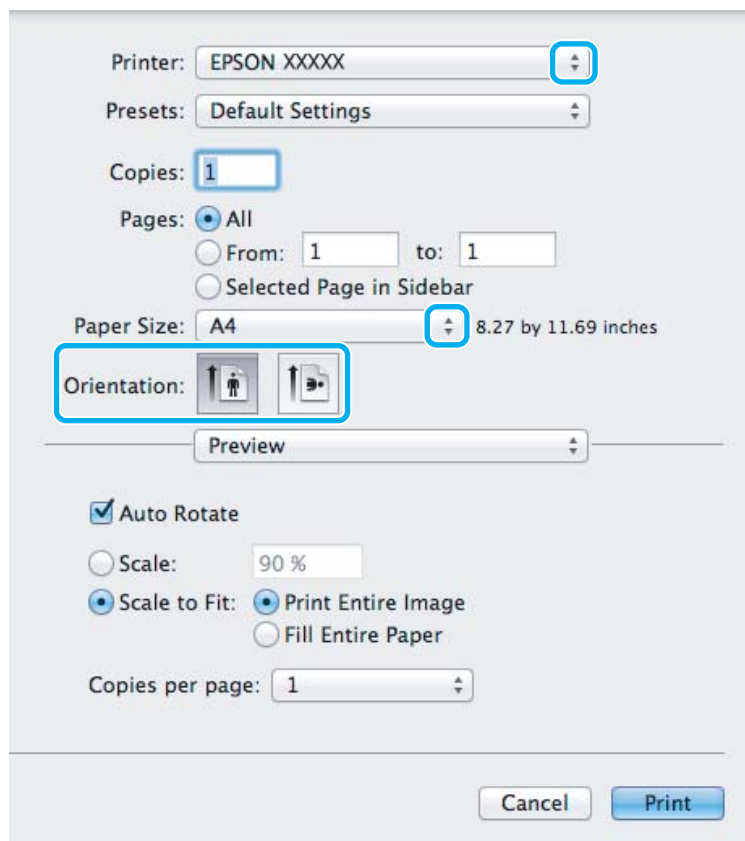 Printer: EPSON XXXXX
Presets: Default Settings
Copies: 1
Pages: All
From: 1 to: 1
Selected Page in Sidebar
Paper Size: A4 8.27 by 11.69 inches
Orientation:
Preview
Auto Rotate
Scale: 90 %
Scale to Fit: Print Entire Image
Fill Entire Paper
Copies per page: 1
Cancel Print